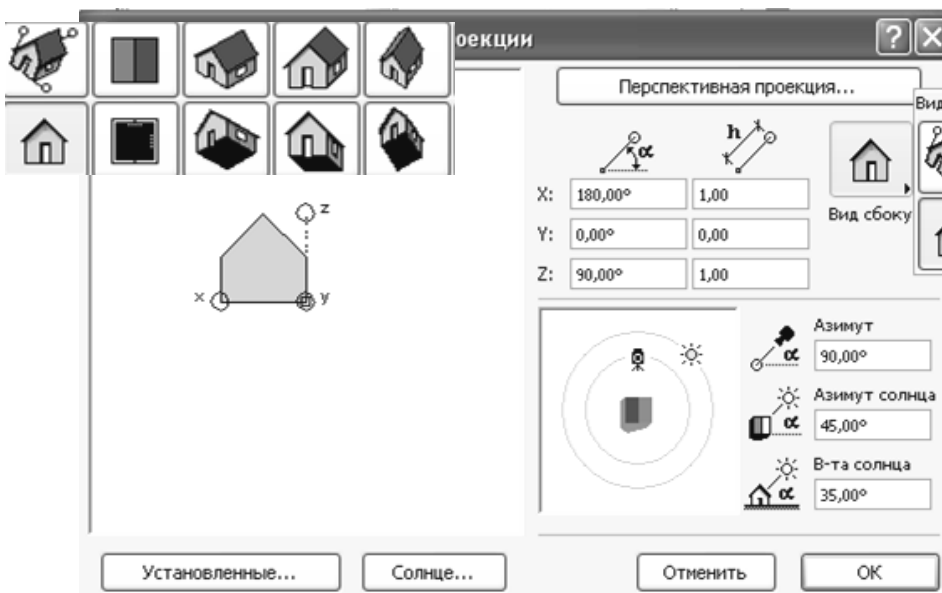 оекции
Перспективная проекция...
α h
X: 180,00° 1,00
Вид сбоку
Y: 0,00° 0,00
Z: 90,00° 1,00
Вид
z
x y
Азимут
α 90,00°
Азимут солнца
α 45,00°
В-та солнца
α 35,00°
Установленные...
Солнце...
Отменить
OK